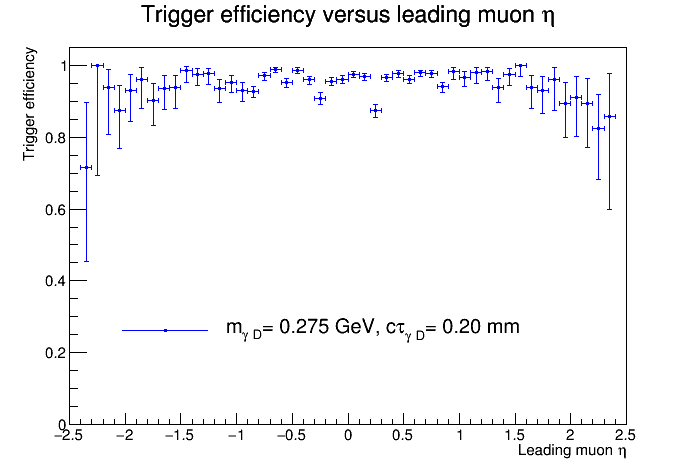 Trigger efficiency versus leading muon η
Trigger efficiency
1
0.8
0.6
0.4
0.2
0
m_γ D= 0.275 GeV, cτ_γ D= 0.20 mm
−2.5 −2 −1.5 −1 −0.5 0 0.5 1 1.5 2 2.5
Leading muon η